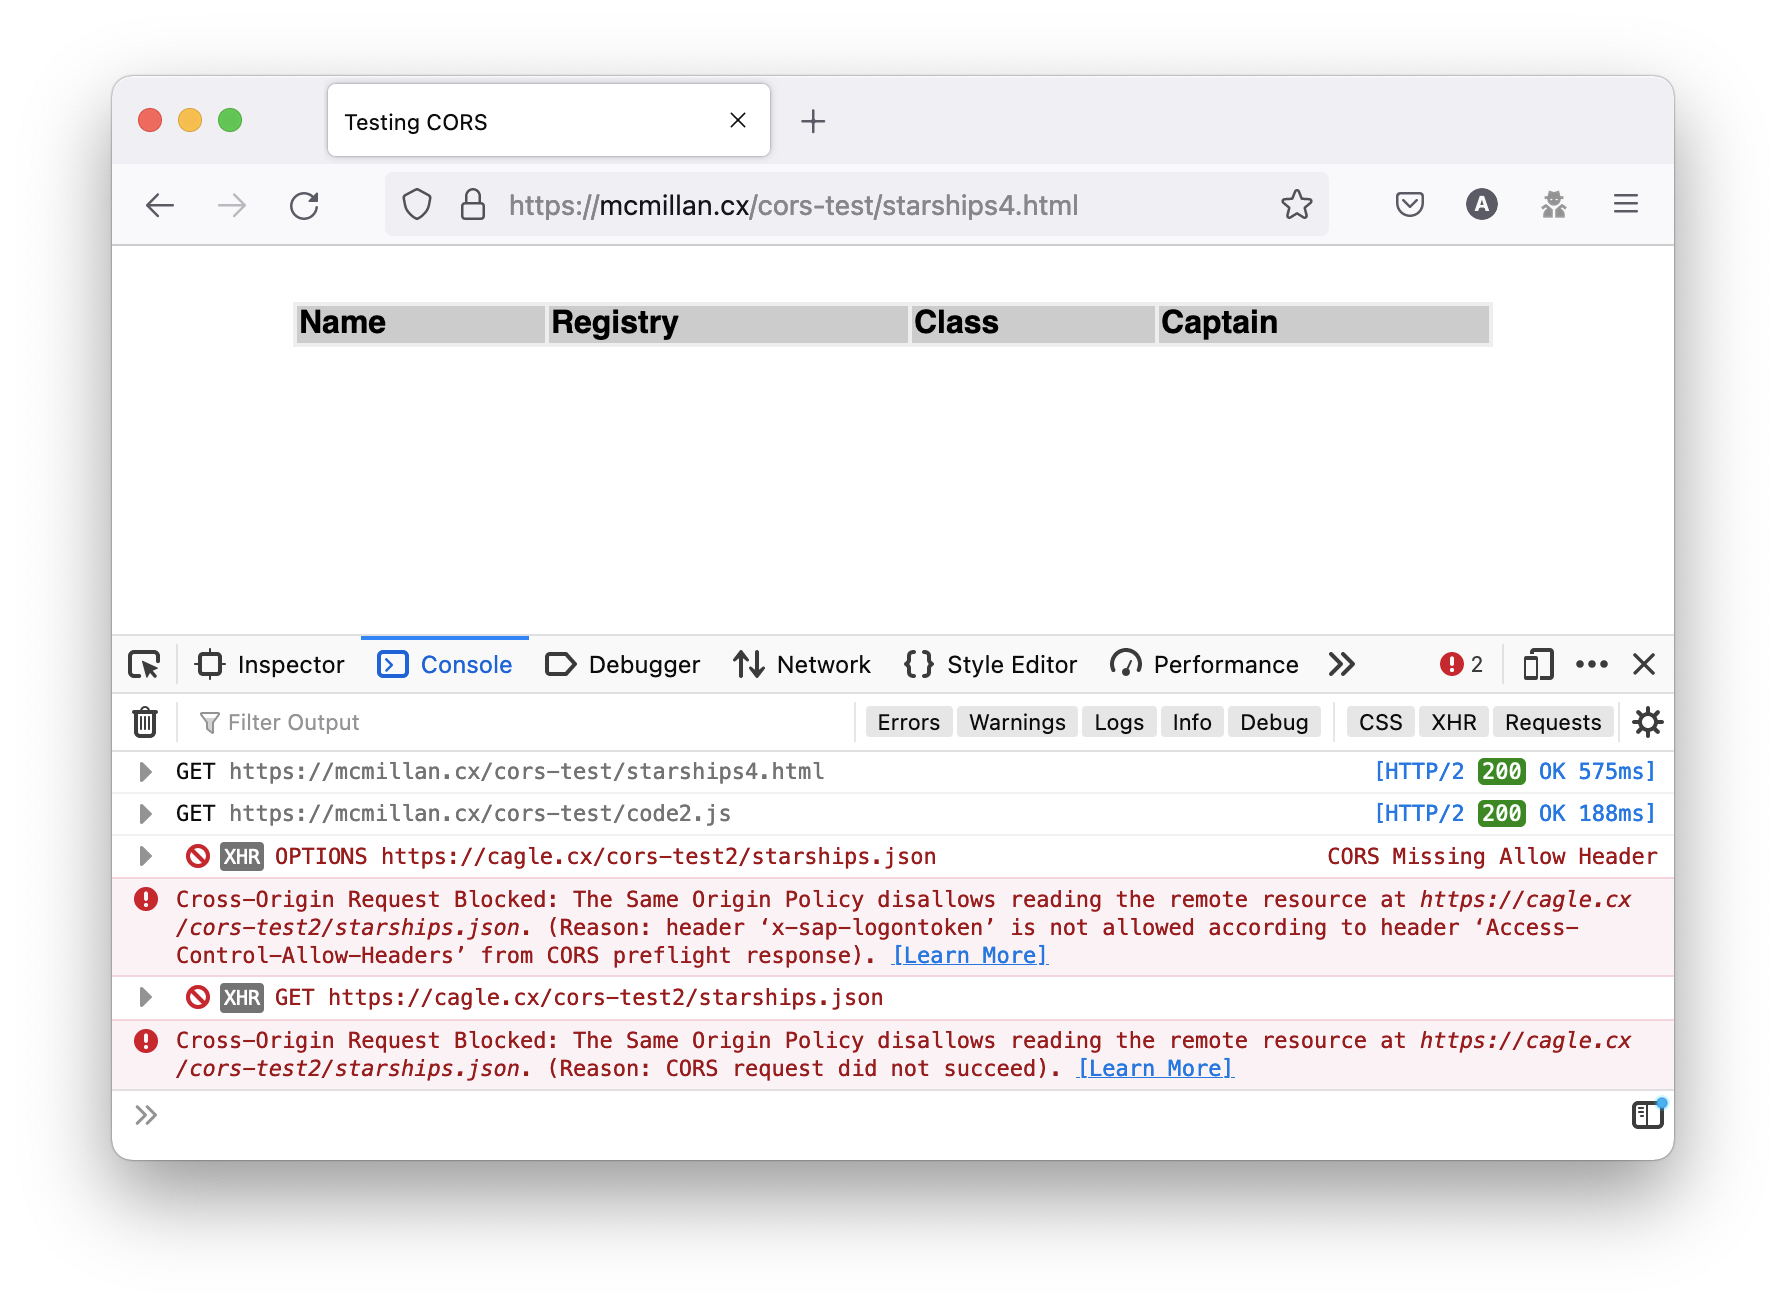 Testing CORS
https://mcmillan.cx/cors-test/starships4.html
A
Name Registry Class Captain
Inspector Console Debugger Network Style Editor Performance 2
Filter Output Errors Warnings Logs Info Debug CSS XHR Requests
GET https://mcmillan.cx/cors-test/starships4.html [HTTP/2 200 OK 575ms]
GET https://mcmillan.cx/cors-test/code2.js [HTTP/2 200 OK 188ms]
XHR OPTIONS https://cagle.cx/cors-test2/starships.json CORS Missing Allow Header
Cross-Origin Request Blocked: The Same Origin Policy disallows reading the remote resource at https://cagle.cx
/cors-test2/starships.json. (Reason: header ‘x-sap-logontoken’ is not allowed according to header ‘Access-
Control-Allow-Headers’ from CORS preflight response). [Learn More]
XHR GET https://cagle.cx/cors-test2/starships.json
Cross-Origin Request Blocked: The Same Origin Policy disallows reading the remote resource at https://cagle.cx
/cors-test2/starships.json. (Reason: CORS request did not succeed). [Learn More]